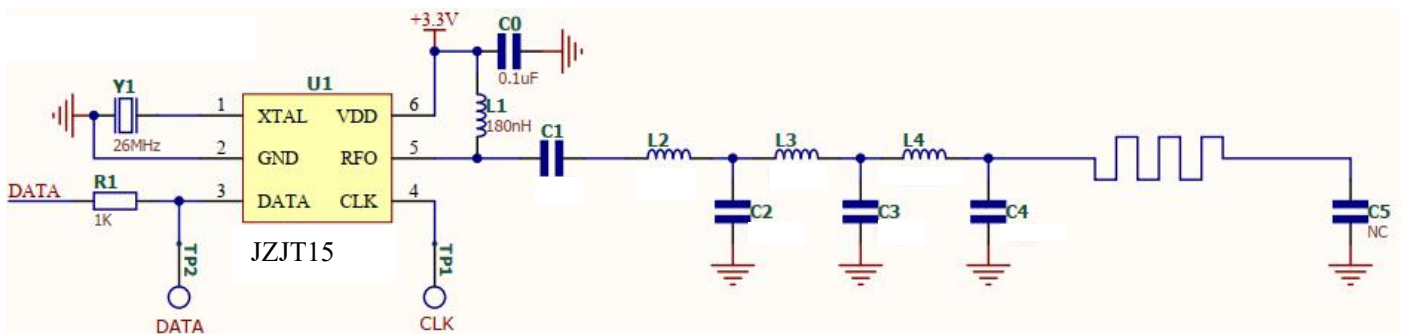 +3.3V
C0
0.1uF
Y1
26MHz
U1
1
XTAL
VDD
6
2
GND
RFO
5
3
DATA
CLK
4
L1
180nH
C1
L2
L3
L4
DATA
R1
1K
JZJT15
C2
C3
C4
C5
NC
TP2
DATA
TP1
CLK